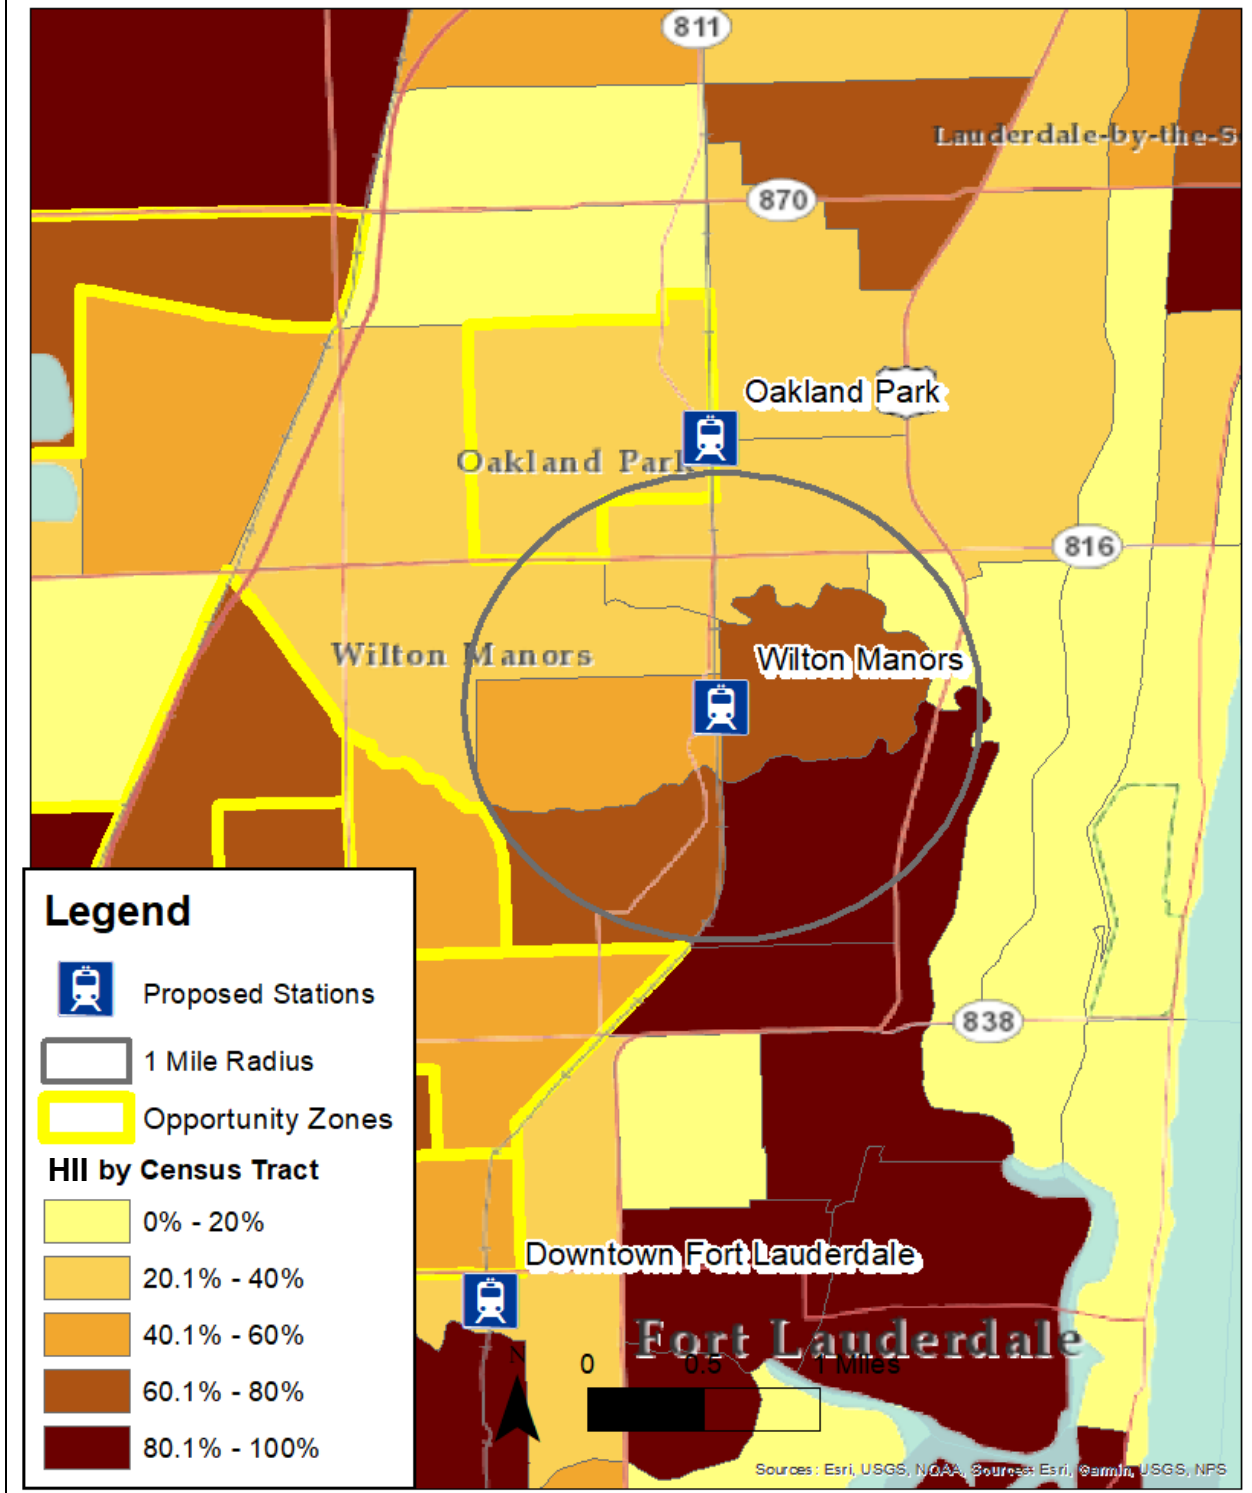 811
Lauderdale-by-the-S
870
Oakland Park
Oakland Park
816
Wilton Manors
Wilton Manors
Legend
Proposed Stations
1 Mile Radius
Opportunity Zones
HII by Census Tract
0% - 20%
20.1% - 40%
40.1% - 60%
60.1% - 80%
80.1% - 100%
838
Downtown Fort Lauderdale
Fort Lauderdale
N
0 0.5 1 Miles
Sources: Esri, USGS, NOAA, Sources: Esri, Garmin, USGS, NPS